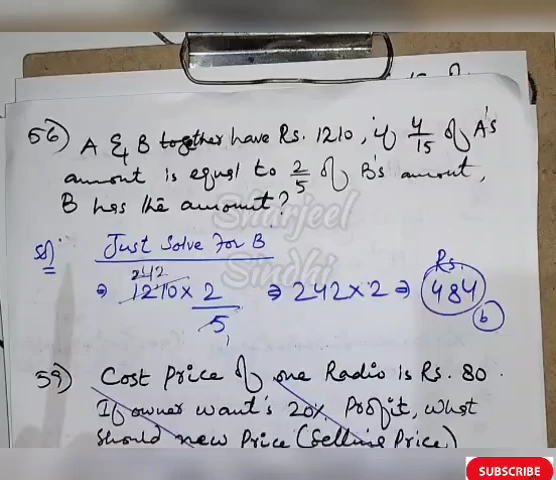 56) A & B together have Rs. 1210, if 4/15 of A's
amount is equal to 2/5 of B's amount,
B has the amount?
Sharjeel
Sindhi
Sol Just Solve For B
242
⇒ 1210 × 2/5 ⇒ 242 × 2 ⇒ Rs. 484 b
59) Cost Price of one Radio is Rs. 80.
If owner want's 20% Profit, what
should new Price (Selling Price)
SUBSCRIBE